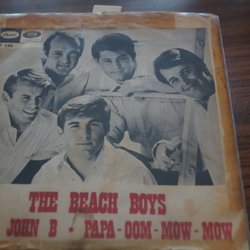 THE BEACH BOYS
JOHN B • PAPA-OOM-MOW-MOW